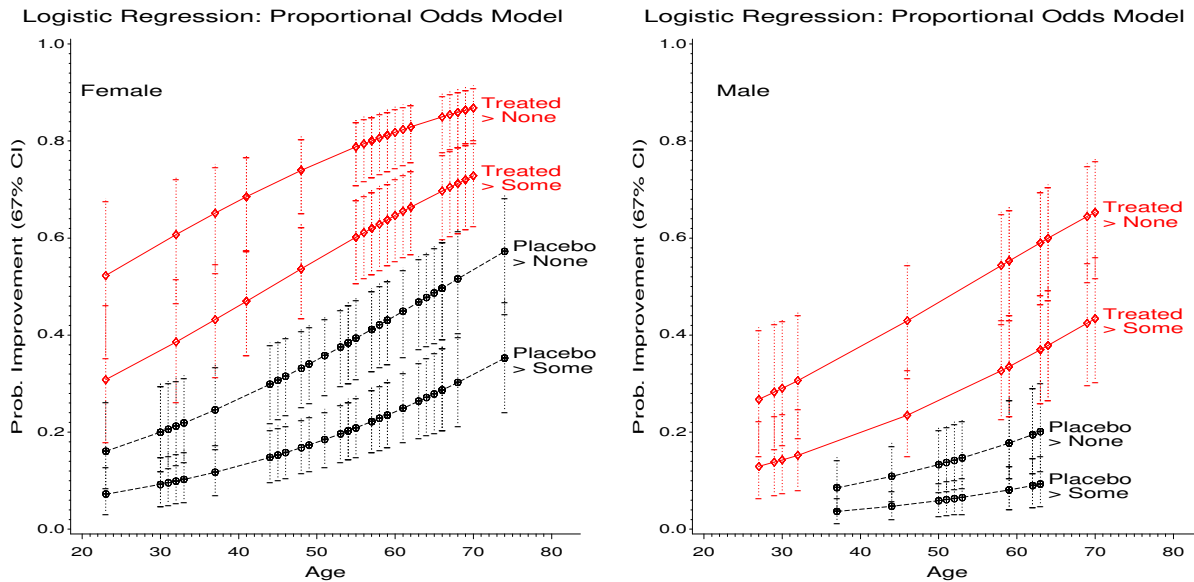 Logistic Regression: Proportional Odds Model
Prob. Improvement (67% CI)
1.0
0.8
0.6
0.4
0.2
0.0
Female
Treated
> None
Treated
> Some
Placebo
> None
Placebo
> Some
20 30 40 50 60 70 80
Age
Logistic Regression: Proportional Odds Model
Prob. Improvement (67% CI)
1.0
0.8
0.6
0.4
0.2
0.0
Male
Treated
> None
Treated
> Some
Placebo
> None
Placebo
> Some
20 30 40 50 60 70 80
Age